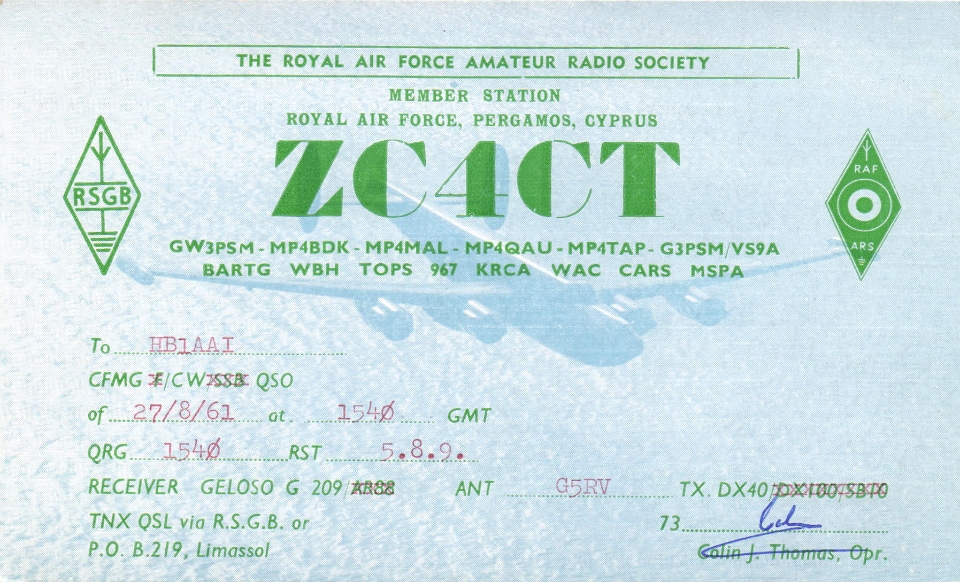 THE ROYAL AIR FORCE AMATEUR RADIO SOCIETY
MEMBER STATION
ROYAL AIR FORCE, PERGAMOS, CYPRUS
ZC4CT
RSGB
RAF
ARS
GW3PSM - MP4BDK - MP4MAL - MP4QAU - MP4TAP - G3PSM/VS9A
BARTG WBH TOPS 967 KRCA WAC CARS MSPA
To HB1AAI
CFMG F/CW/SSB QSO
of 27/8/61 at 154Ø GMT
QRG 154Ø RST 5.8.9.
RECEIVER GELOSO G 209/AR88 ANT G5RV TX. DX40/DX100/SB10
TNX QSL via R.S.G.B. or 73
P.O. B.219, Limassol Colin J. Thomas, Opr.